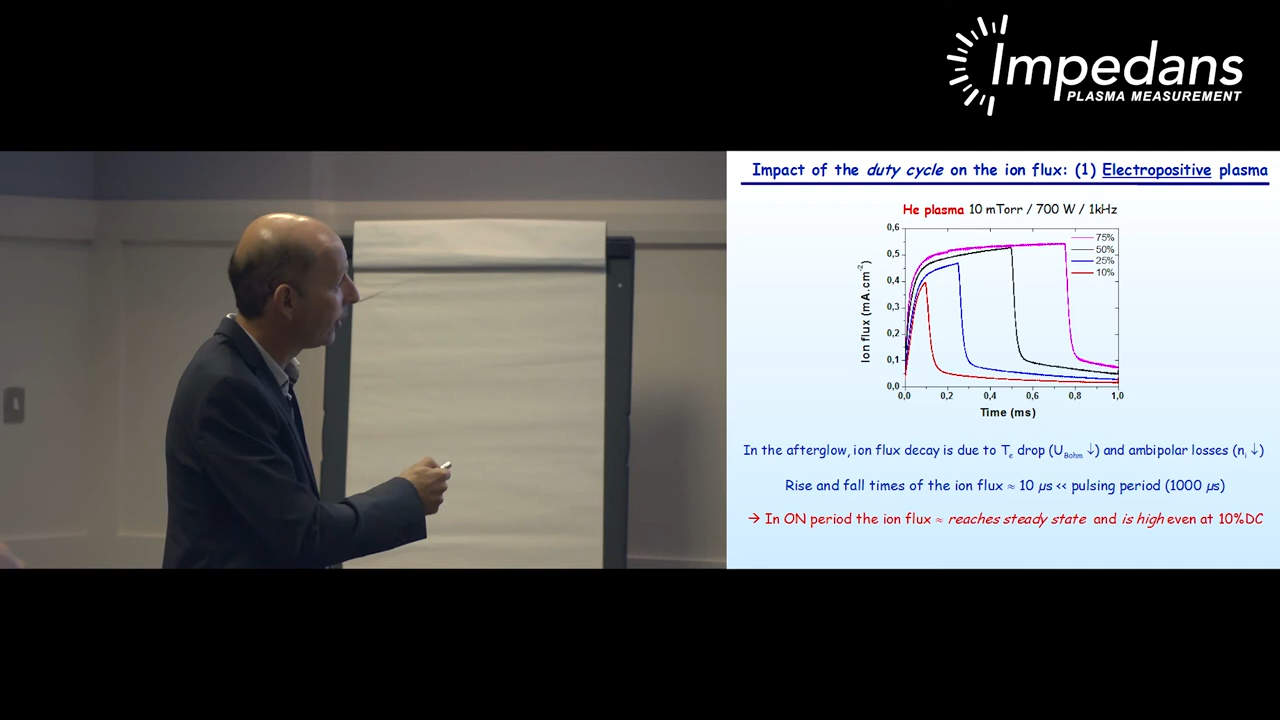 Impedans
PLASMA MEASUREMENT
Impact of the duty cycle on the ion flux: (1) Electropositive plasma
He plasma 10 mTorr / 700 W / 1kHz
0,6
0,5
0,4
0,3
0,2
0,1
0,0
Ion flux (mA.cm⁻²)
75%
50%
25%
10%
0,0 0,2 0,4 0,6 0,8 1,0
Time (ms)
In the afterglow, ion flux decay is due to Te drop (UBohm ↓) and ambipolar losses (ni ↓)
Rise and fall times of the ion flux ≈ 10 µs << pulsing period (1000 µs)
→ In ON period the ion flux ≈ reaches steady state and is high even at 10%DC